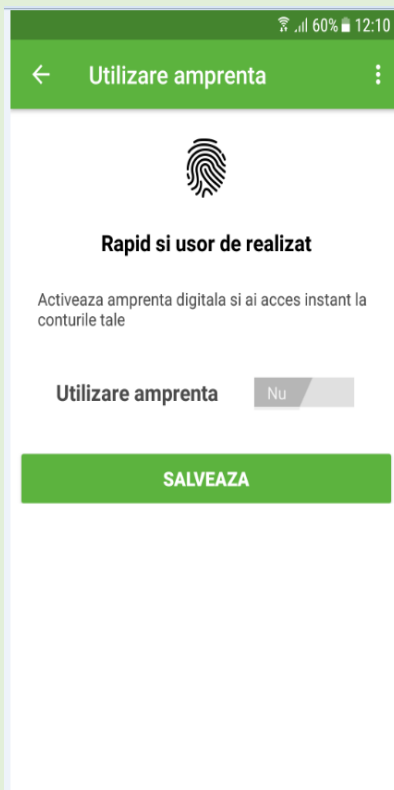 60% 12:10
Utilizare amprenta
Rapid si usor de realizat
Activeaza amprenta digitala si ai acces instant la
conturile tale
Utilizare amprenta Nu
SALVEAZA